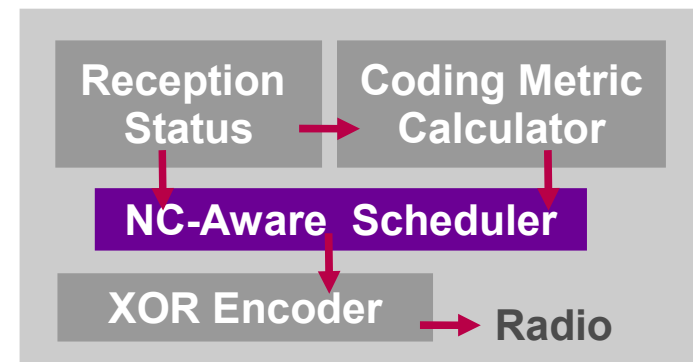 Reception
Status
Coding Metric
Calculator
NC-Aware Scheduler
XOR Encoder
Radio